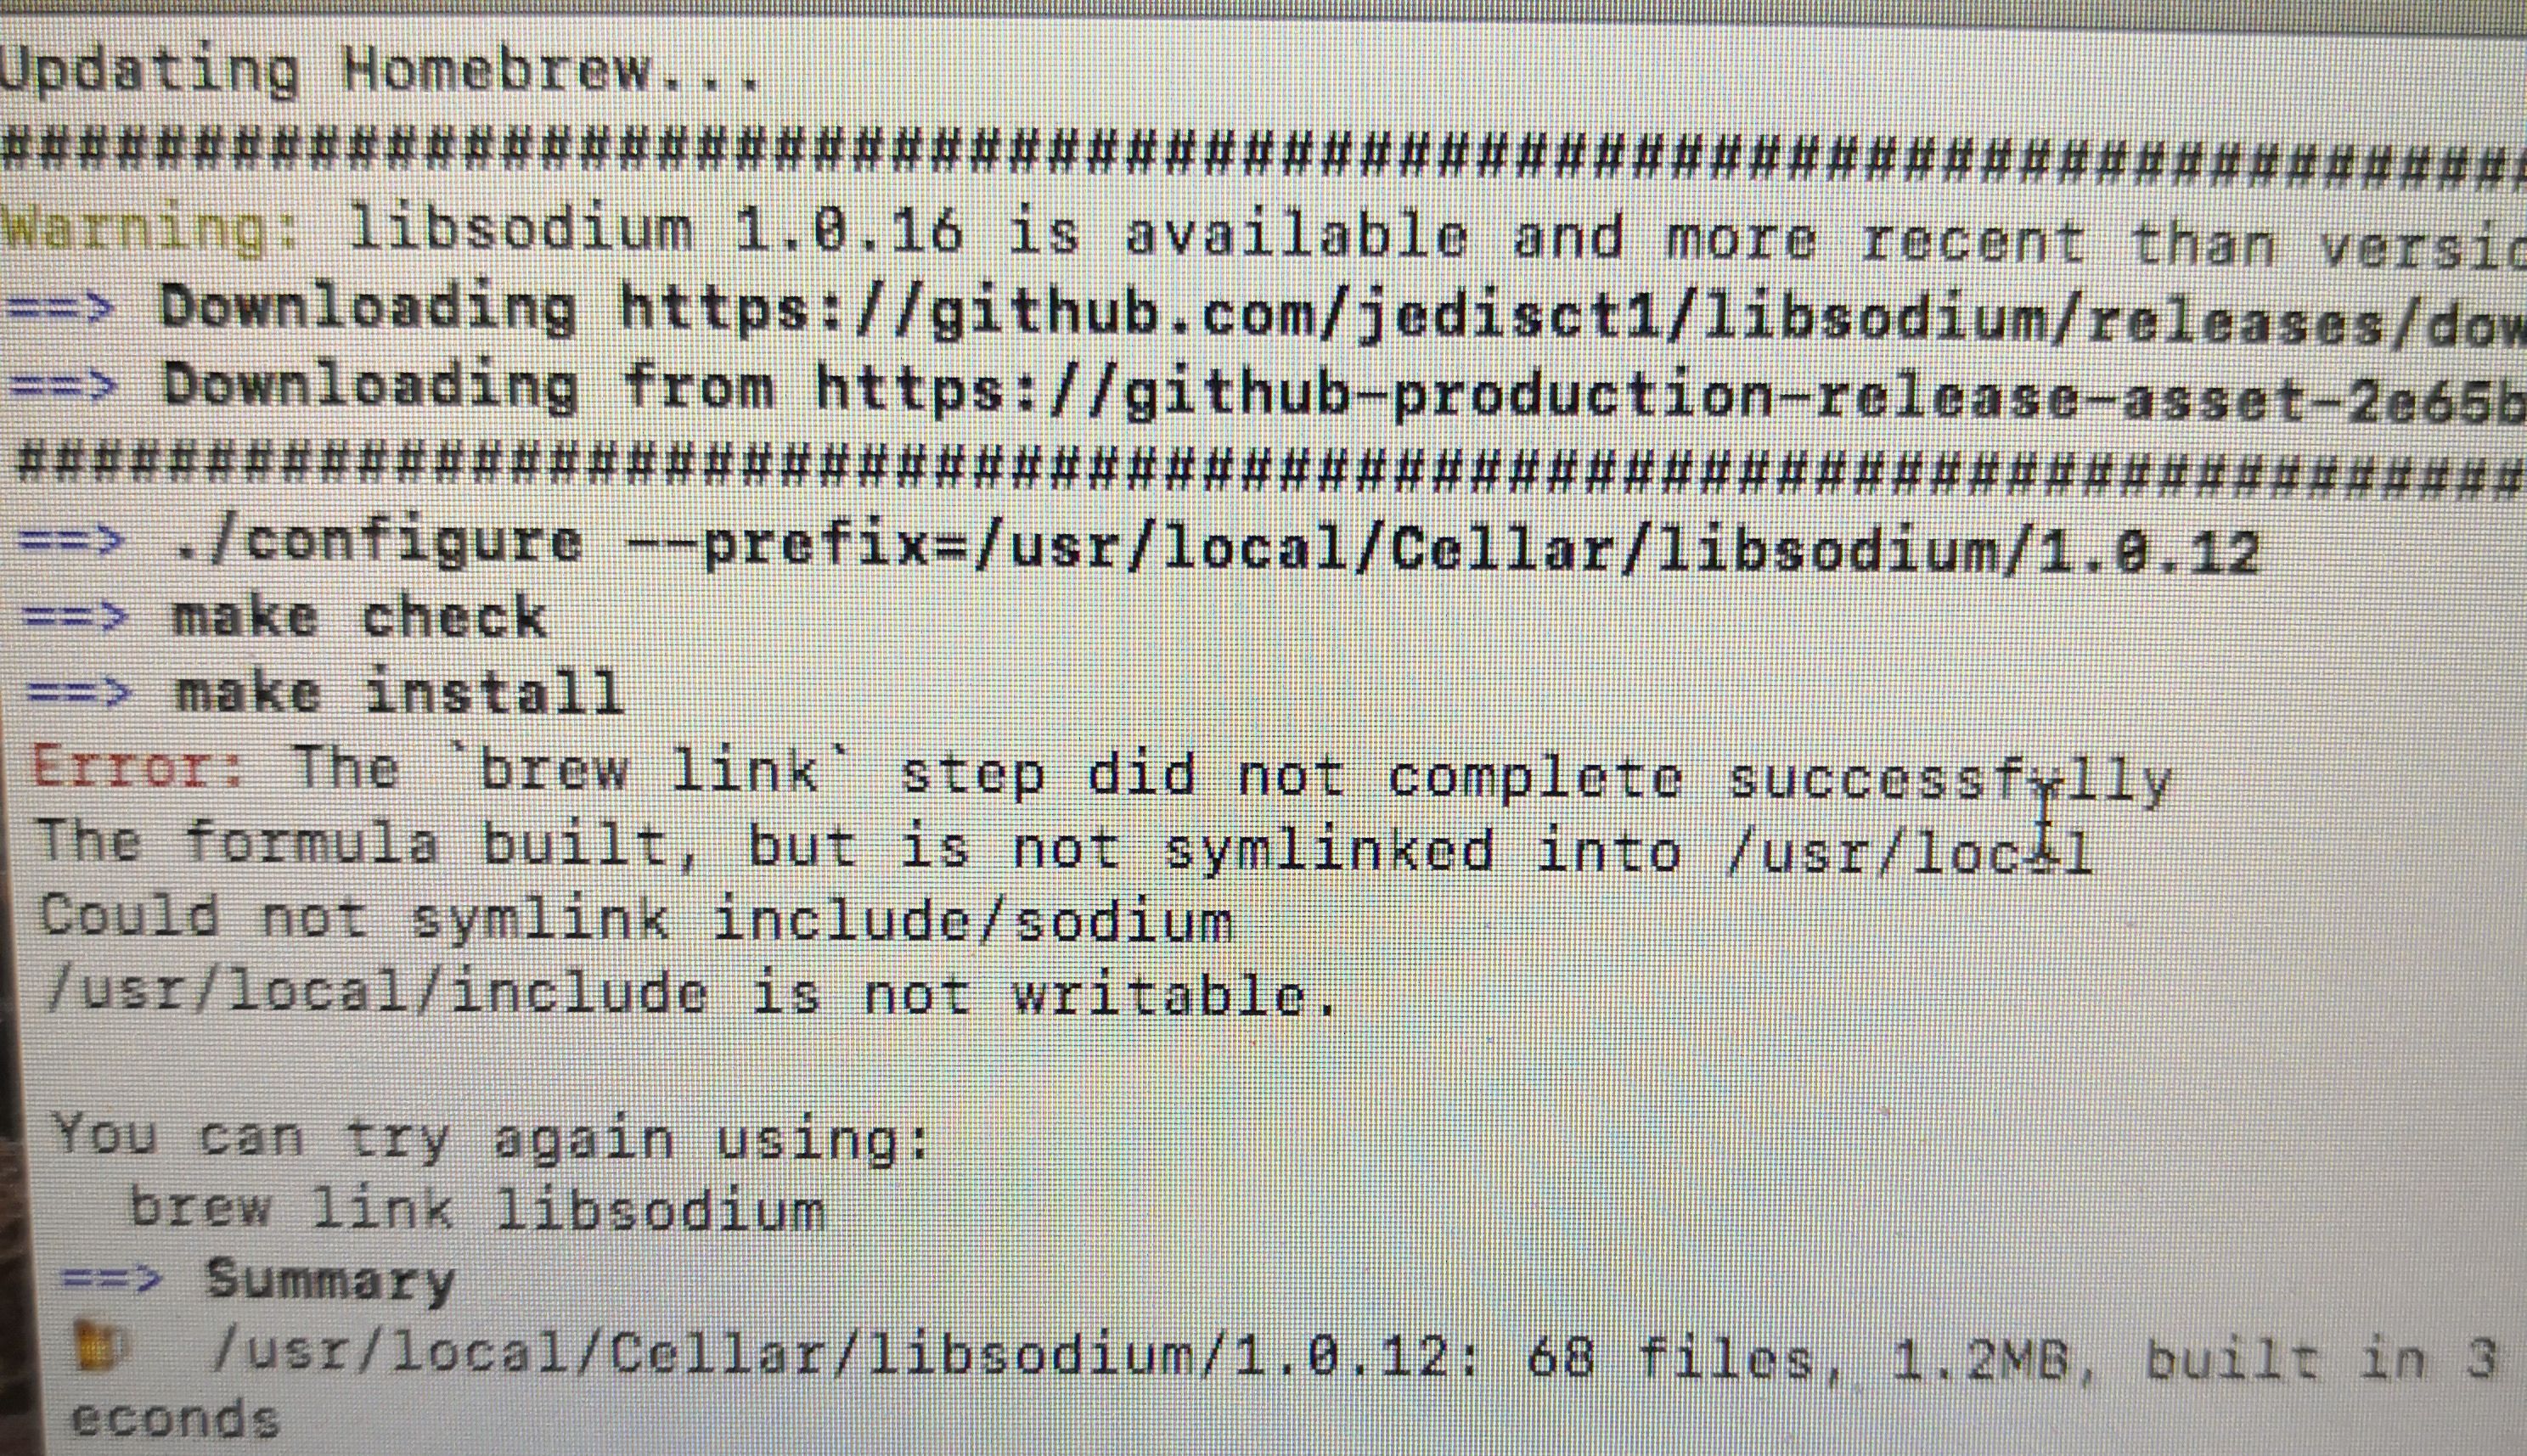 Updating Homebrew...
##################################################################
Warning: libsodium 1.0.16 is available and more recent than versio
==> Downloading https://github.com/jedisct1/libsodium/releases/dow
==> Downloading from https://github-production-release-asset-2e65b
##################################################################
==> ./configure --prefix=/usr/local/Cellar/libsodium/1.0.12
==> make check
==> make install
Error: The `brew link` step did not complete successfully
The formula built, but is not symlinked into /usr/local
Could not symlink include/sodium
/usr/local/include is not writable.
You can try again using:
brew link libsodium
==> Summary
🍺 /usr/local/Cellar/libsodium/1.0.12: 68 files, 1.2MB, built in 3
econds